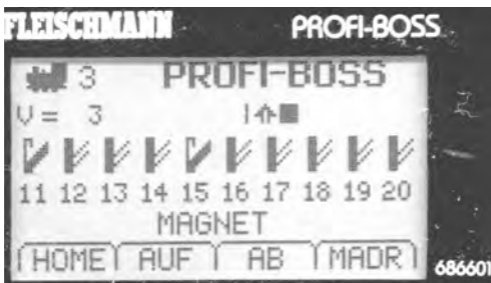 FLEISCHMANN PROFI-BOSS
3 PROFI-BOSS
V = 3
11 12 13 14 15 16 17 18 19 20
MAGNET
HOME AUF AB MADR
686601